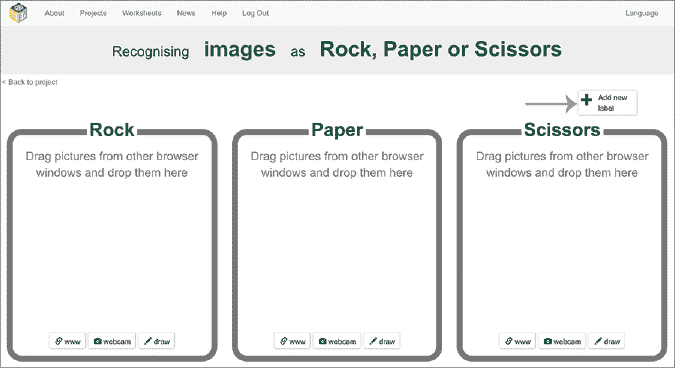 About Projects Worksheets News Help Log Out Language
Recognising images as Rock, Paper or Scissors
< Back to project
Add new
label
Rock
Drag pictures from other browser
windows and drop them here
www webcam draw
Paper
Drag pictures from other browser
windows and drop them here
www webcam draw
Scissors
Drag pictures from other browser
windows and drop them here
www webcam draw